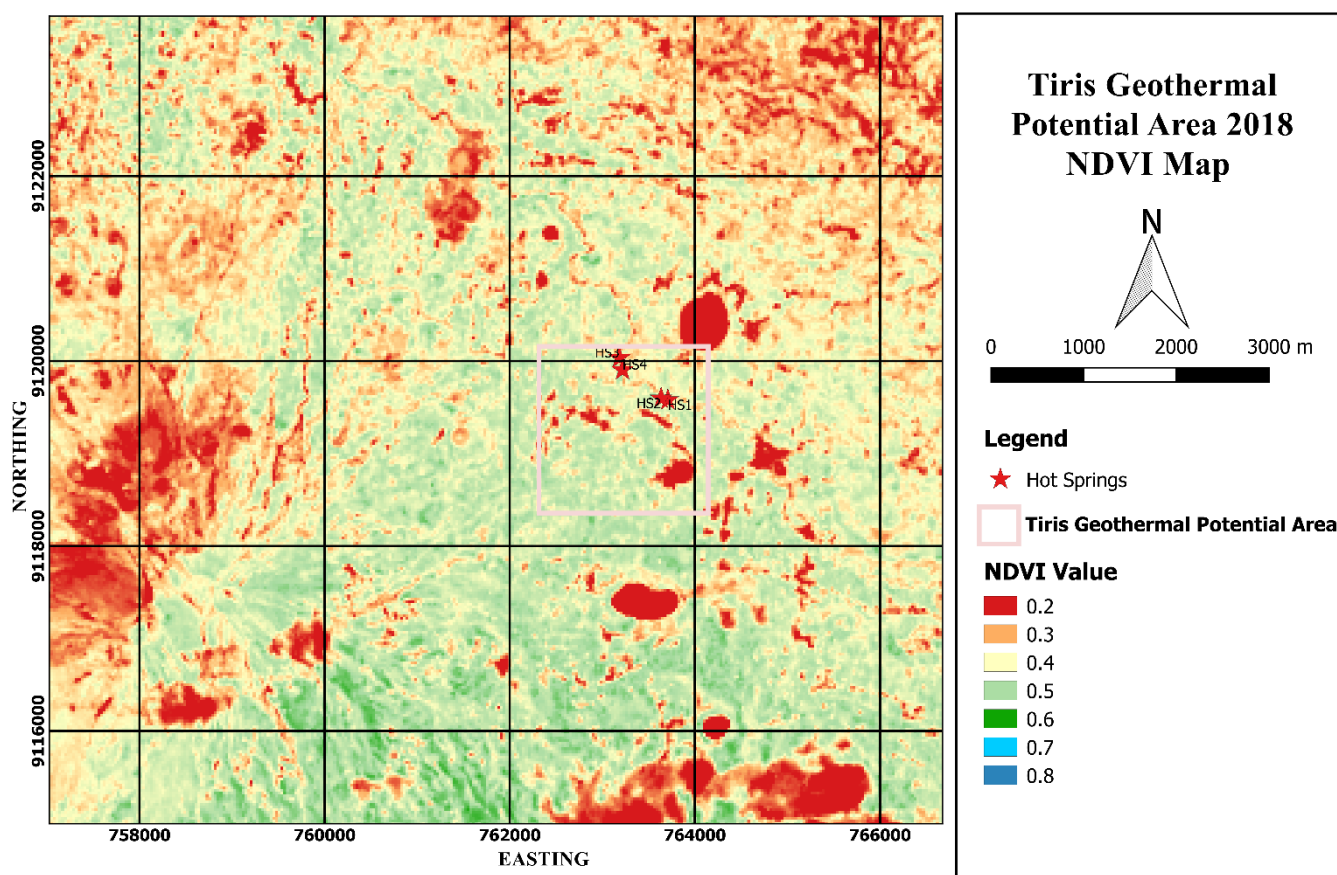 Tiris Geothermal
Potential Area 2018
NDVI Map
N
0 1000 2000 3000 m
Legend
Hot Springs
Tiris Geothermal Potential Area
NDVI Value
0.2
0.3
0.4
0.5
0.6
0.7
0.8
9122000
9120000
9118000
9116000
NORTHING
HS3
HS4
HS2 HS1
758000 760000 762000 764000 766000
EASTING